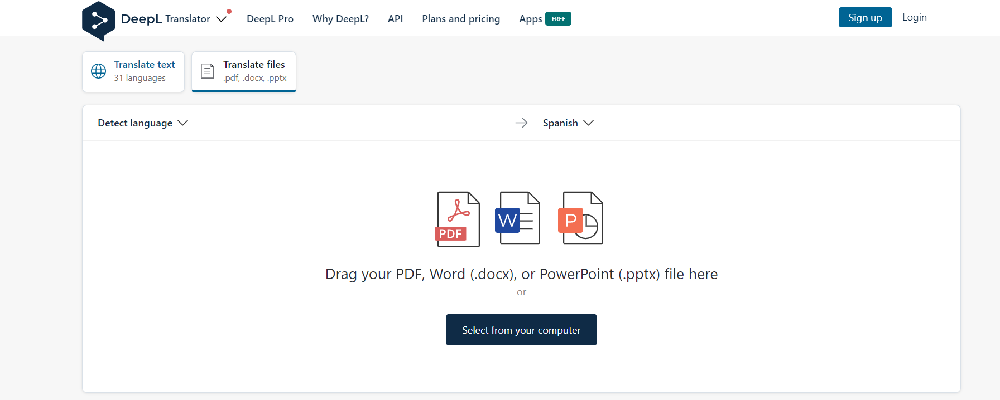 DeepL Translator DeepL Pro Why DeepL? API Plans and pricing Apps FREE Sign up Login
Translate text
31 languages
Translate files
.pdf, .docx, .pptx
Detect language Spanish
PDF W P
Drag your PDF, Word (.docx), or PowerPoint (.pptx) file here
or
Select from your computer